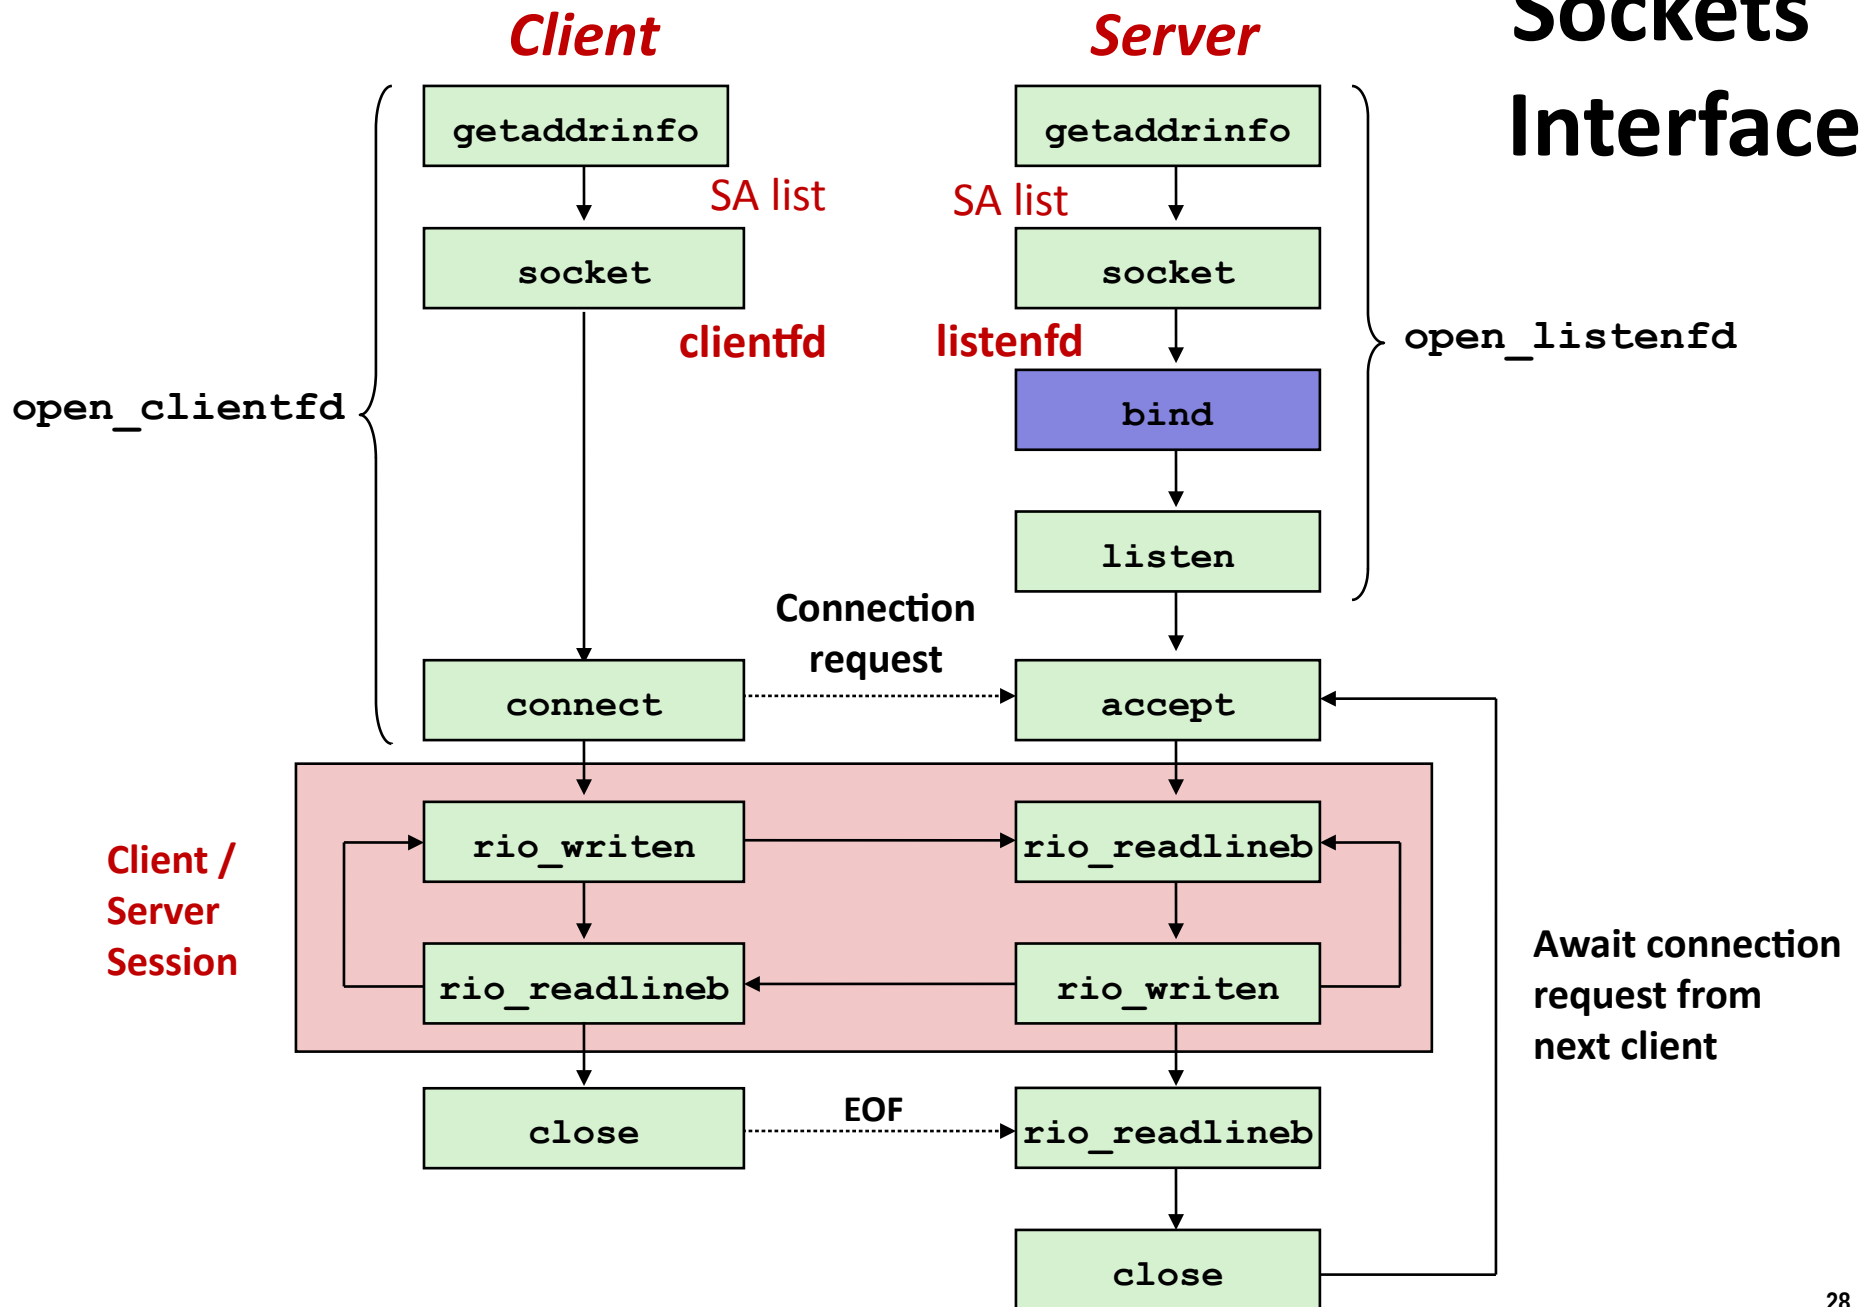 Sockets
Interface
Client
Server
getaddrinfo
getaddrinfo
SA list
SA list
socket
socket
clientfd
listenfd
open_listenfd
open_clientfd
bind
listen
Connection
request
connect
accept
Client /
Server
Session
rio_writen
rio_readlineb
rio_readlineb
rio_writen
Await connection
request from
next client
close
EOF
rio_readlineb
close
28